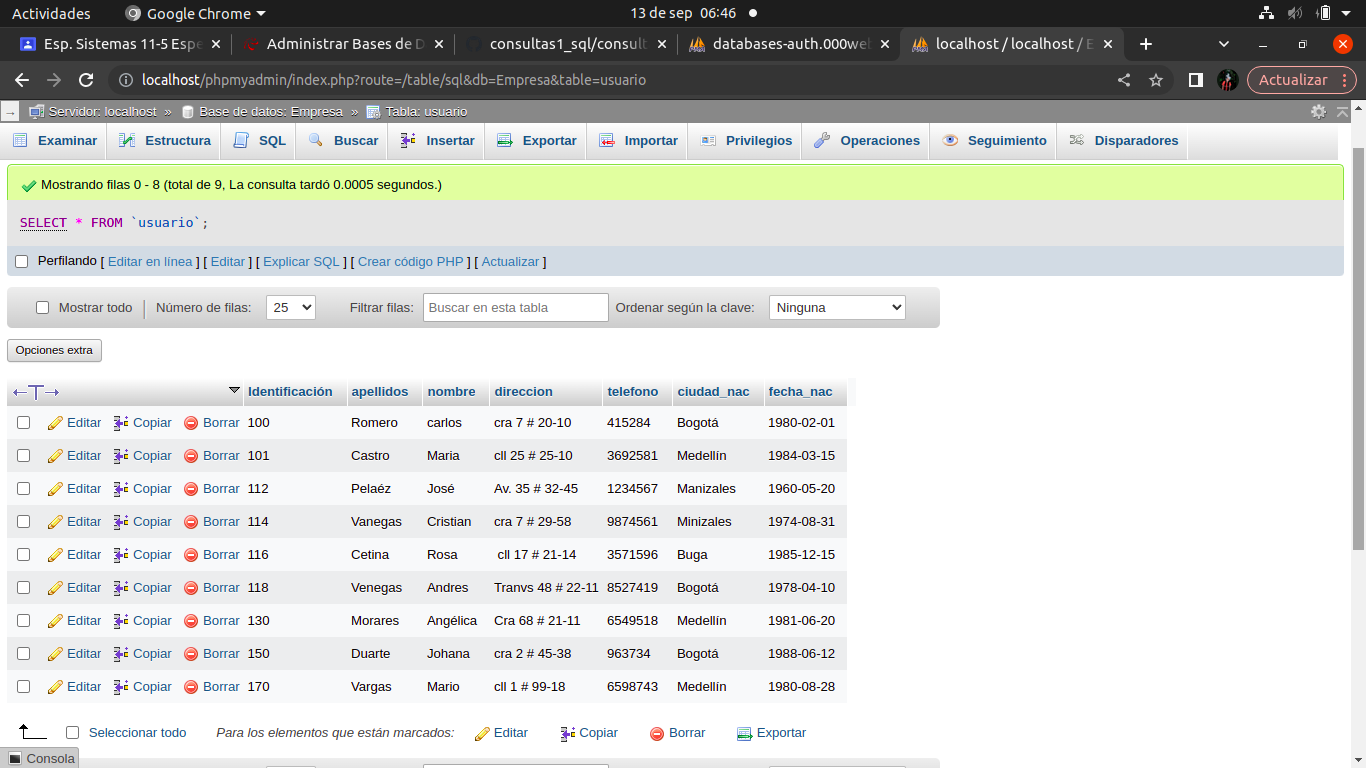 Actividades Google Chrome 13 de sep 06:46
Esp. Sistemas 11-5 Espe Administrar Bases de D consultas1_sql/consult databases-auth.000wel localhost / localhost / E
localhost/phpmyadmin/index.php?route=/table/sql&db=Empresa&table=usuario Actualizar
Servidor: localhost » Base de datos: Empresa » Tabla: usuario
Examinar Estructura SQL Buscar Insertar Exportar Importar Privilegios Operaciones Seguimiento Disparadores
Mostrando filas 0 - 8 (total de 9, La consulta tardó 0.0005 segundos.)
SELECT * FROM `usuario`;
Perfilando [ Editar en línea ] [ Editar ] [ Explicar SQL ] [ Crear código PHP ] [ Actualizar ]
Mostrar todo Número de filas: 25 Filtrar filas: Buscar en esta tabla Ordenar según la clave: Ninguna
Opciones extra
←T→ Identificación apellidos nombre direccion telefono ciudad_nac fecha_nac
Editar Copiar Borrar 100 Romero carlos cra 7 # 20-10 415284 Bogotá 1980-02-01
Editar Copiar Borrar 101 Castro Maria cll 25 # 25-10 3692581 Medellín 1984-03-15
Editar Copiar Borrar 112 Pelaéz José Av. 35 # 32-45 1234567 Manizales 1960-05-20
Editar Copiar Borrar 114 Vanegas Cristian cra 7 # 29-58 9874561 Minizales 1974-08-31
Editar Copiar Borrar 116 Cetina Rosa cll 17 # 21-14 3571596 Buga 1985-12-15
Editar Copiar Borrar 118 Venegas Andres Tranvs 48 # 22-11 8527419 Bogotá 1978-04-10
Editar Copiar Borrar 130 Morares Angélica Cra 68 # 21-11 6549518 Medellín 1981-06-20
Editar Copiar Borrar 150 Duarte Johana cra 2 # 45-38 963734 Bogotá 1988-06-12
Editar Copiar Borrar 170 Vargas Mario cll 1 # 99-18 6598743 Medellín 1980-08-28
Seleccionar todo Para los elementos que están marcados: Editar Copiar Borrar Exportar
Consola